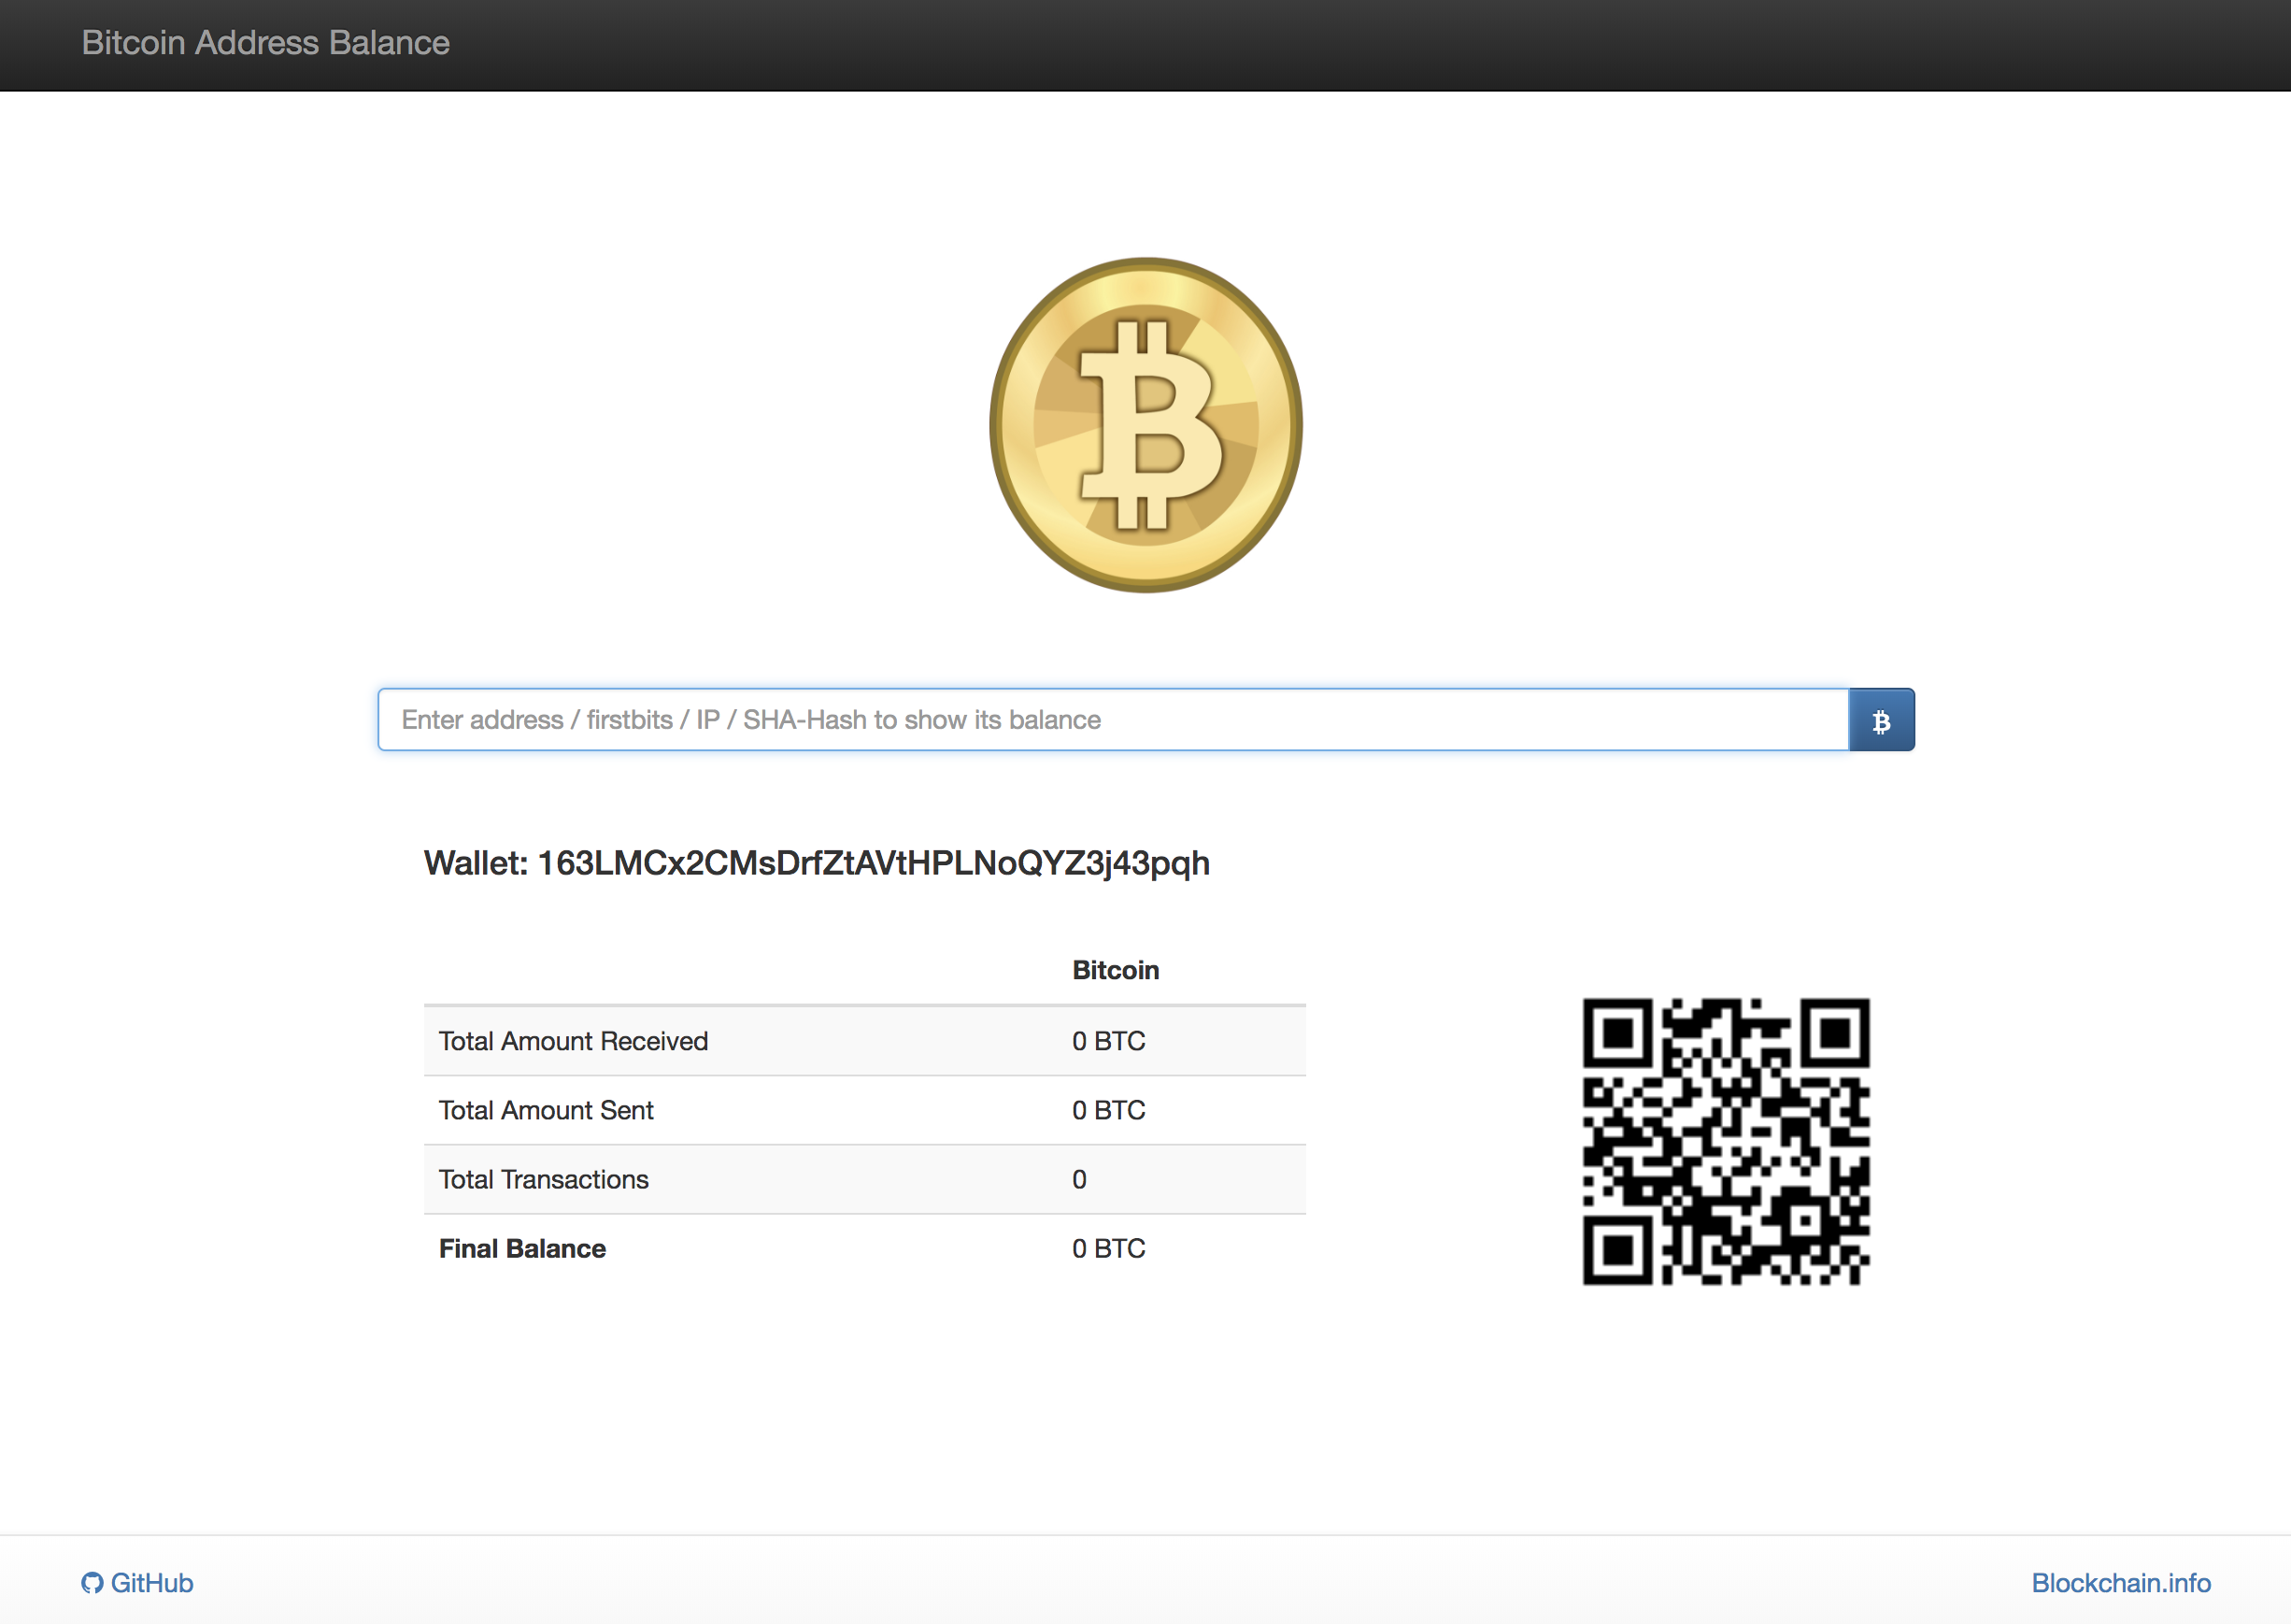 Bitcoin Address Balance
Enter address / firstbits / IP / SHA-Hash to show its balance
Wallet: 163LMCx2CMsDrfZtAVtHPLNoQYZ3j43pqh
Bitcoin
Total Amount Received 0 BTC
Total Amount Sent 0 BTC
Total Transactions 0
Final Balance 0 BTC
GitHub Blockchain.info